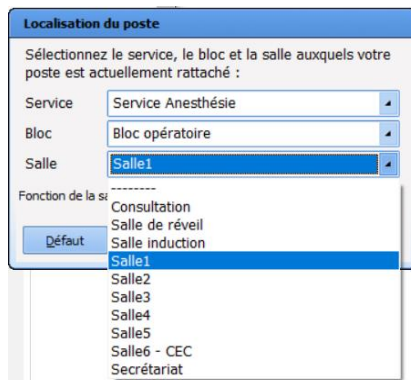 Localisation du poste
Sélectionnez le service, le bloc et la salle auxquels votre
poste est actuellement rattaché :
Service Service Anesthésie
Bloc Bloc opératoire
Salle Salle1
Fonction de la
--------
Consultation
Salle de réveil
Salle induction
Défaut
Salle1
Salle2
Salle3
Salle4
Salle5
Salle6 - CEC
Secrétariat